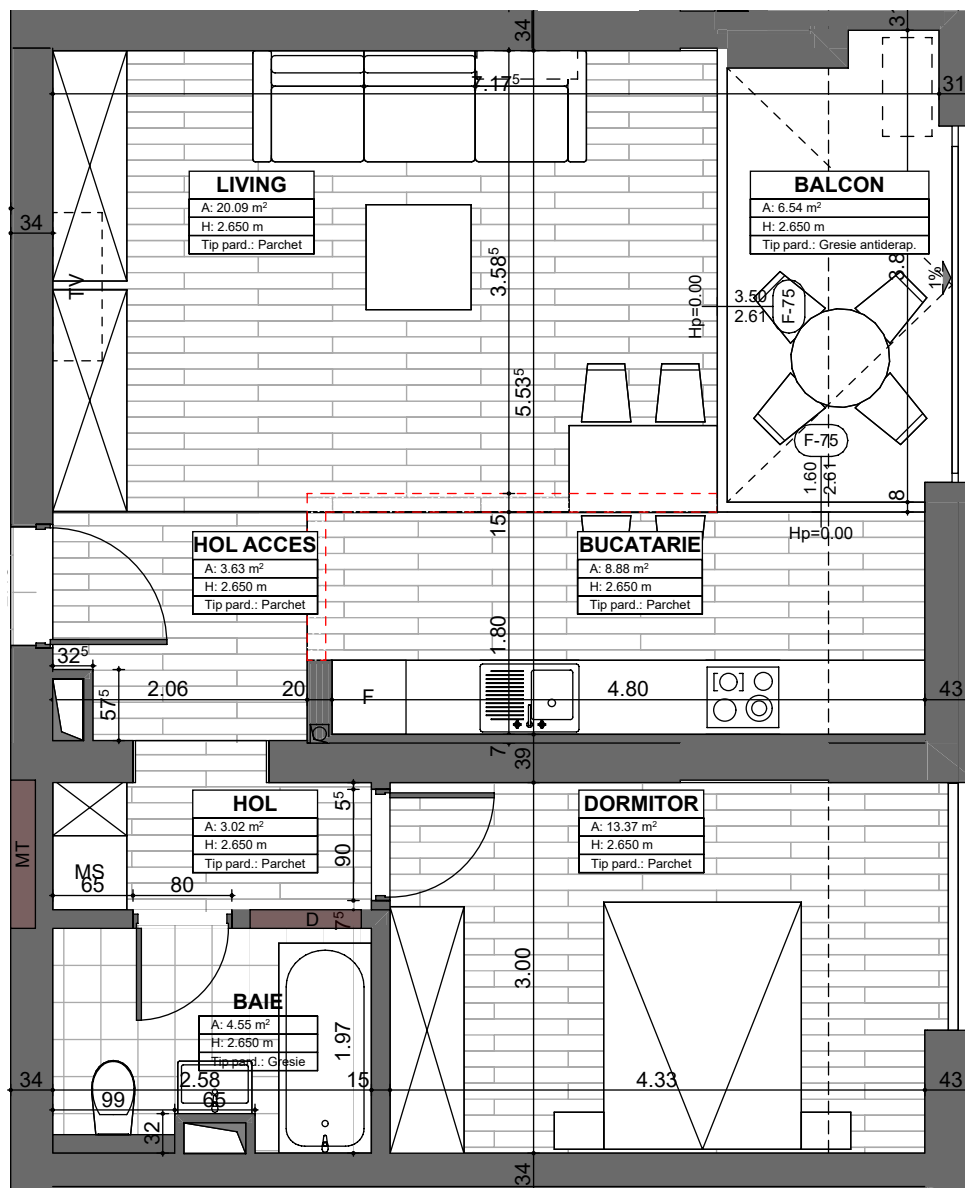 34
31
7.17⁵
31
LIVING
A: 20.09 m²
H: 2.650 m
Tip pard.: Parchet
BALCON
A: 6.54 m²
H: 2.650 m
Tip pard.: Gresie antiderap.
34
TV
3.58⁵
3.8
1%
3.50
2.61
Hp=0.00
F-75
5.53⁵
F-75
1.60
2.61
8
Hp=0.00
15
HOL ACCES
A: 3.63 m²
H: 2.650 m
Tip pard.: Parchet
BUCATARIE
A: 8.88 m²
H: 2.650 m
Tip pard.: Parchet
1.80
32⁵
57⁵
2.06
20
F
4.80
43
7
39
HOL
A: 3.02 m²
H: 2.650 m
Tip pard.: Parchet
DORMITOR
A: 13.37 m²
H: 2.650 m
Tip pard.: Parchet
5⁵
90
MT
MS
65
80
D
7⁵
3.00
BAIE
A: 4.55 m²
H: 2.650 m
Tip pard.: Gresie
1.97
34
2.58
15
4.33
43
99
65
32
34